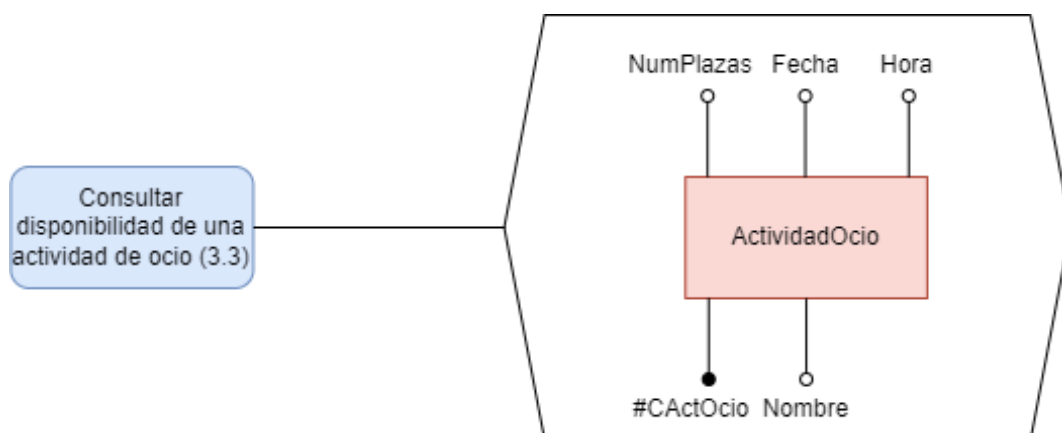 NumPlazas Fecha Hora
Consultar
disponibilidad de una
actividad de ocio (3.3)
ActividadOcio
#CActOcio Nombre